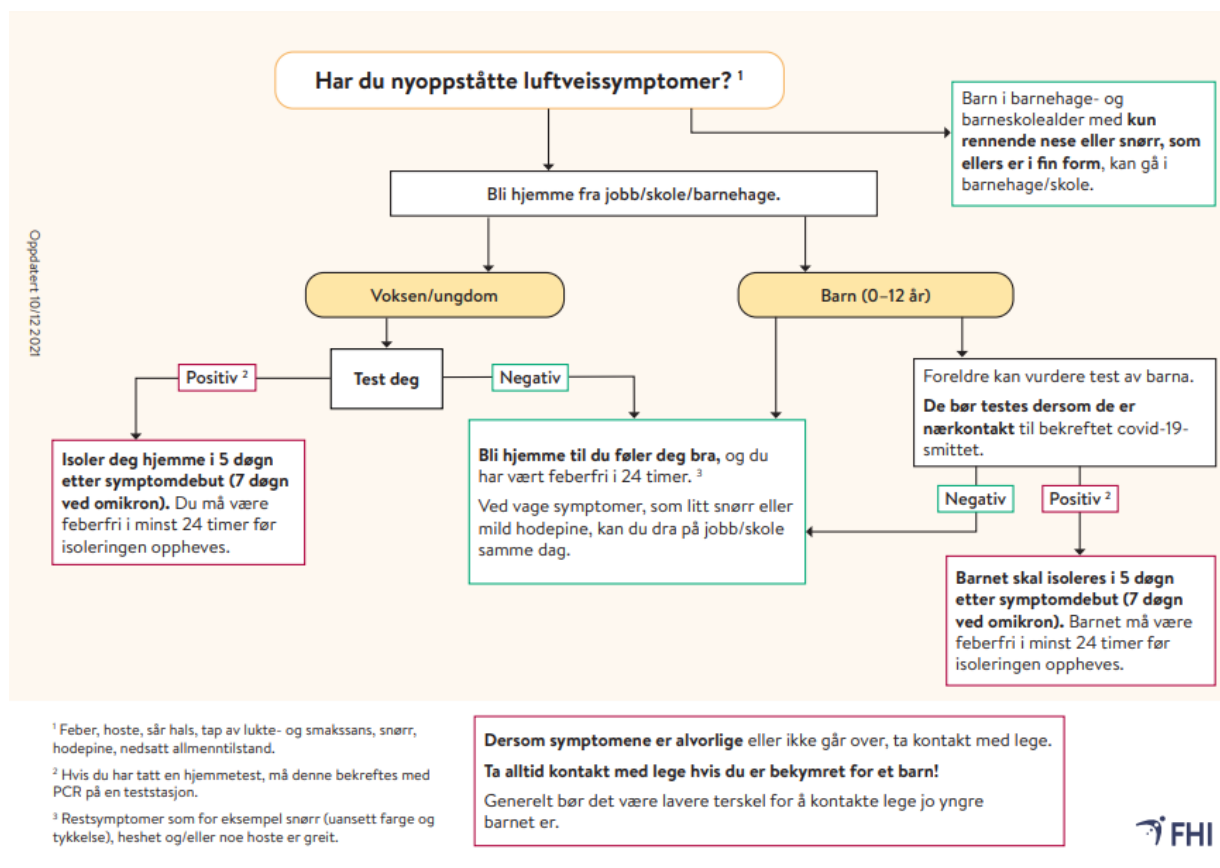 Har du nyoppståtte luftveissymptomer? ¹
Barn i barnehage- og
barneskolealder med kun
rennende nese eller snørr, som
ellers er i fin form, kan gå i
barnehage/skole.
Bli hjemme fra jobb/skole/barnehage.
Oppdatert 10/12 2021
Voksen/ungdom
Barn (0–12 år)
Positiv ²
Test deg
Negativ
Foreldre kan vurdere test av barna.
De bør testes dersom de er
nærkontakt til bekreftet covid-19-
smittet.
Isoler deg hjemme i 5 døgn
etter symptomdebut (7 døgn
ved omikron). Du må være
feberfri i minst 24 timer før
isoleringen oppheves.
Bli hjemme til du føler deg bra, og du
har vært feberfri i 24 timer. ³
Ved vage symptomer, som litt snørr eller
mild hodepine, kan du dra på jobb/skole
samme dag.
Negativ
Positiv ²
Barnet skal isoleres i 5 døgn
etter symptomdebut (7 døgn
ved omikron). Barnet må være
feberfri i minst 24 timer før
isoleringen oppheves.
¹ Feber, hoste, sår hals, tap av lukte- og smakssans, snørr,
hodepine, nedsatt allmenntilstand.
² Hvis du har tatt en hjemmetest, må denne bekreftes med
PCR på en teststasjon.
³ Restsymptomer som for eksempel snørr (uansett farge og
tykkelse), heshet og/eller noe hoste er greit.
Dersom symptomene er alvorlige eller ikke går over, ta kontakt med lege.
Ta alltid kontakt med lege hvis du er bekymret for et barn!
Generelt bør det være lavere terskel for å kontakte lege jo yngre
barnet er.
FHI